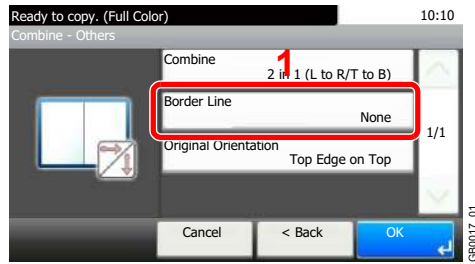 Ready to copy. (Full Color) 10:10
Combine - Others
Combine
2 in 1 (L to R/T to B)
1
Border Line
None
1/1
Original Orientation
Top Edge on Top
Cancel < Back OK
GB0017_01